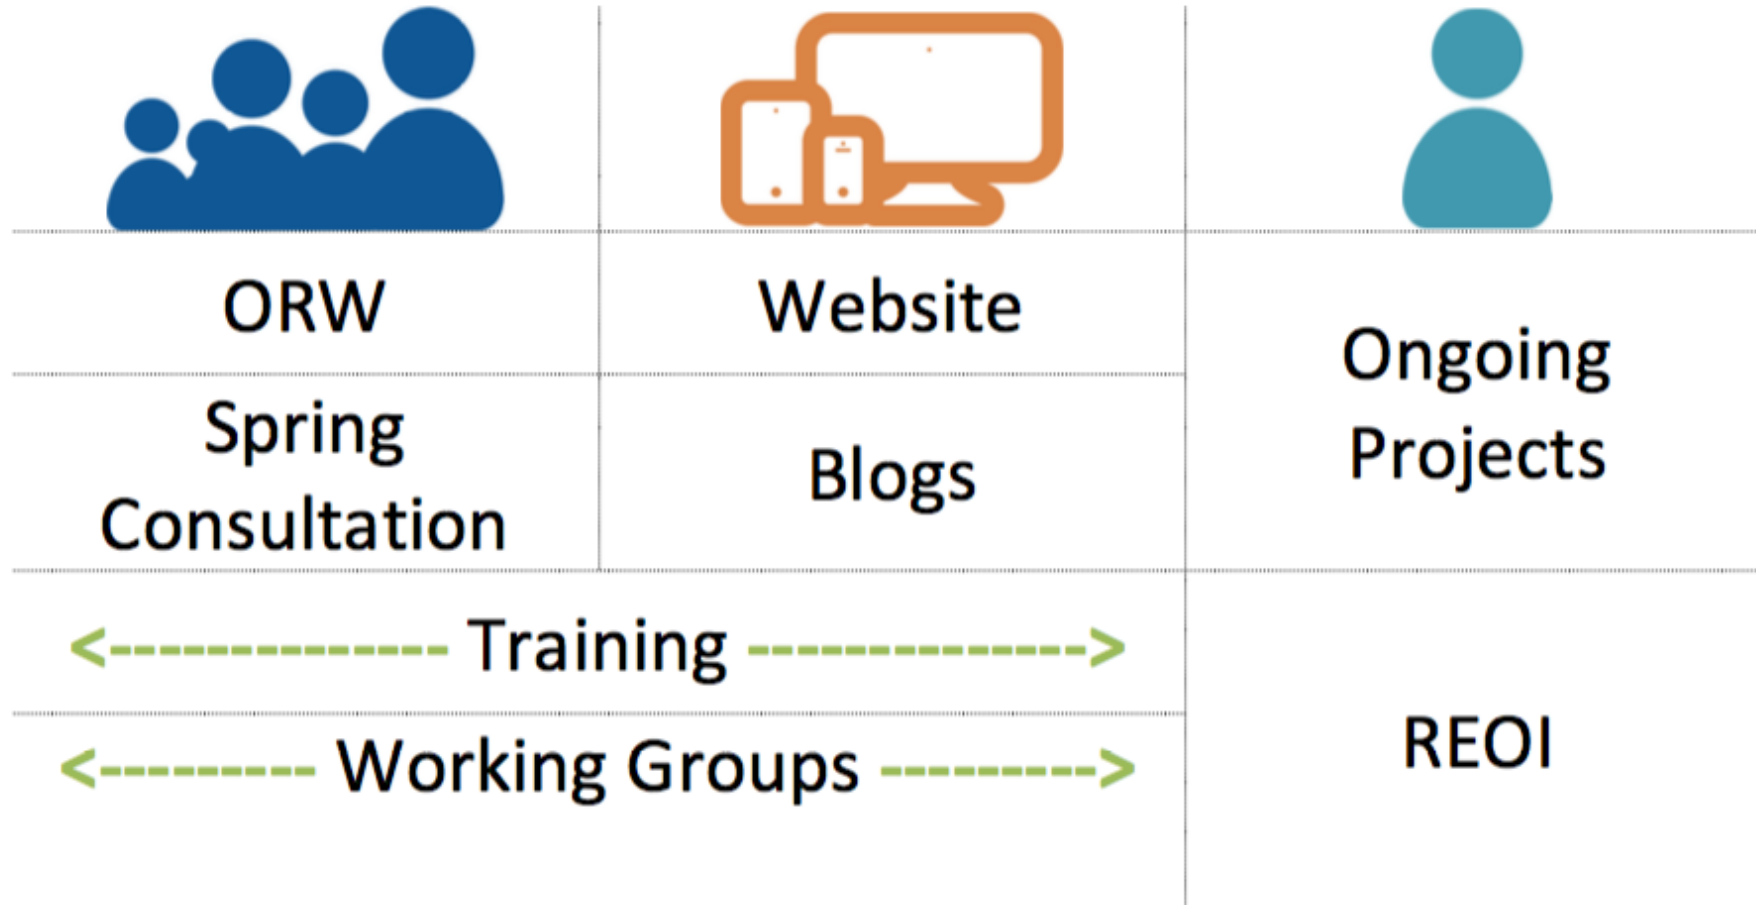 ORW
Website
Ongoing
Projects
Spring
Consultation
Blogs
<-------------- Training -------------->
<--------- Working Groups --------->
REOI